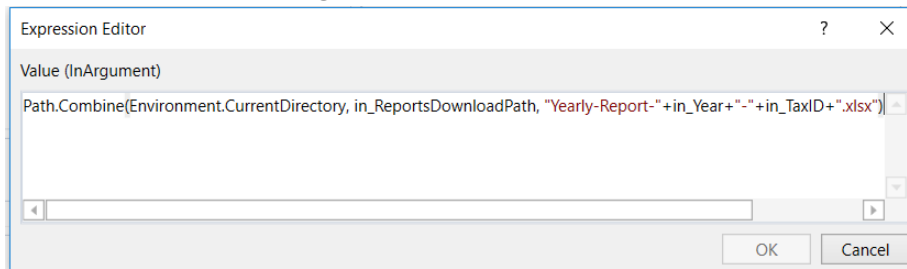 Expression Editor ?
Value (InArgument)
Path.Combine(Environment.CurrentDirectory, in_ReportsDownloadPath, "Yearly-Report-"+in_Year+"-"+in_TaxID+".xlsx")
OK Cancel